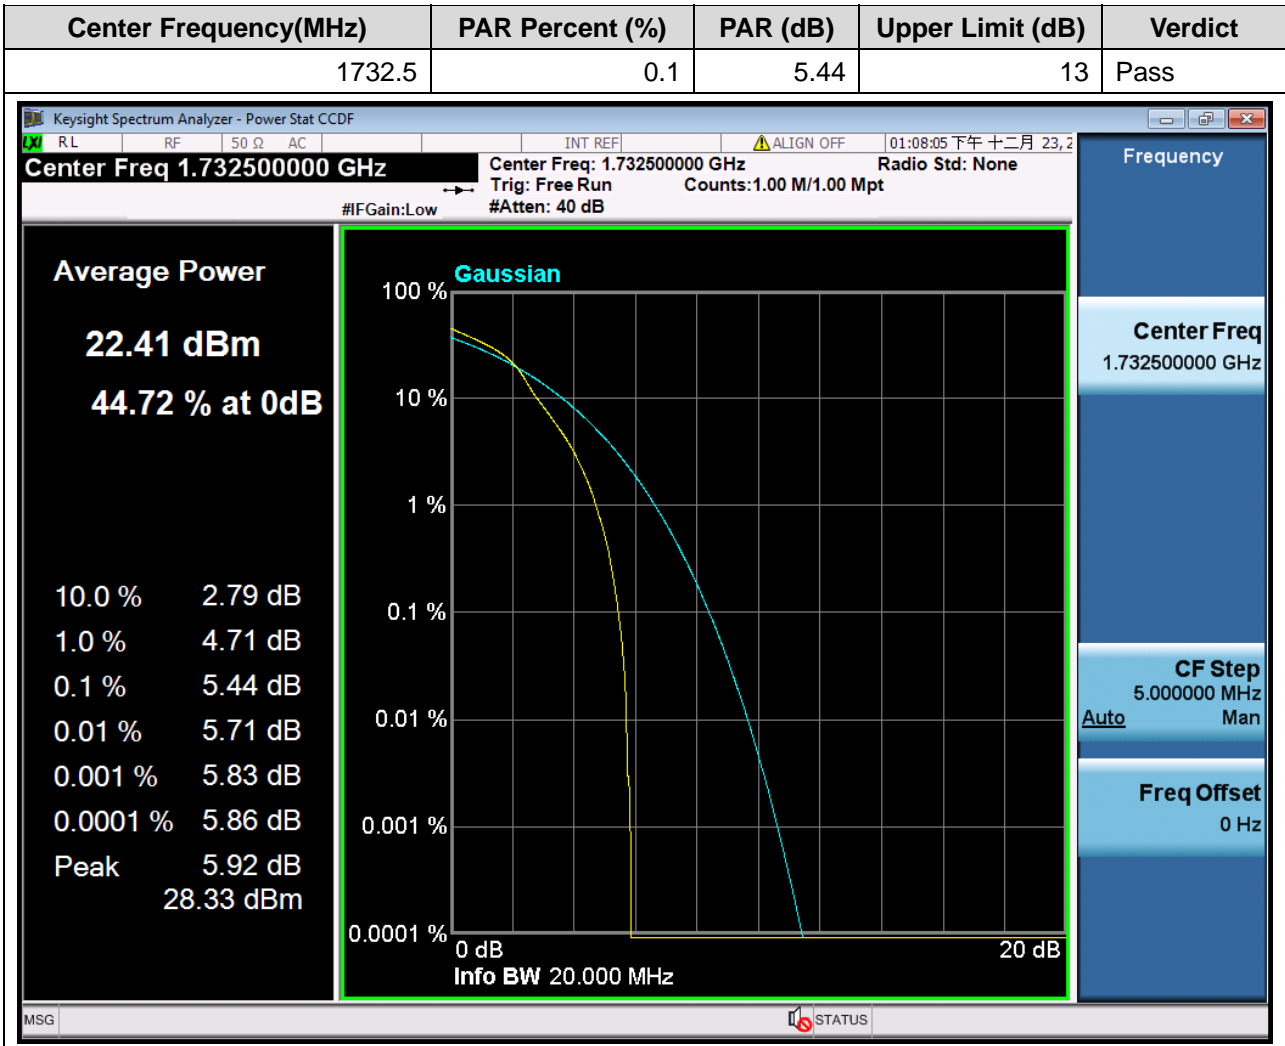 Center Frequency(MHz) PAR Percent (%) PAR (dB) Upper Limit (dB) Verdict
1732.5 0.1 5.44 13 Pass
Keysight Spectrum Analyzer - Power Stat CCDF
LXI RL RF 50 Ω AC INT REF ALIGN OFF 01:08:05 下午 十二月 23, 2
Center Freq 1.732500000 GHz
Center Freq: 1.732500000 GHz Radio Std: None
Trig: Free Run Counts:1.00 M/1.00 Mpt
#IFGain:Low #Atten: 40 dB
Frequency
Average Power
22.41 dBm
44.72 % at 0dB
10.0 % 2.79 dB
1.0 % 4.71 dB
0.1 % 5.44 dB
0.01 % 5.71 dB
0.001 % 5.83 dB
0.0001 % 5.86 dB
Peak 5.92 dB
28.33 dBm
Gaussian
100 %
10 %
1 %
0.1 %
0.01 %
0.001 %
0.0001 %
0 dB 20 dB
Info BW 20.000 MHz
Center Freq
1.732500000 GHz
CF Step
5.000000 MHz
Auto Man
Freq Offset
0 Hz
MSG STATUS